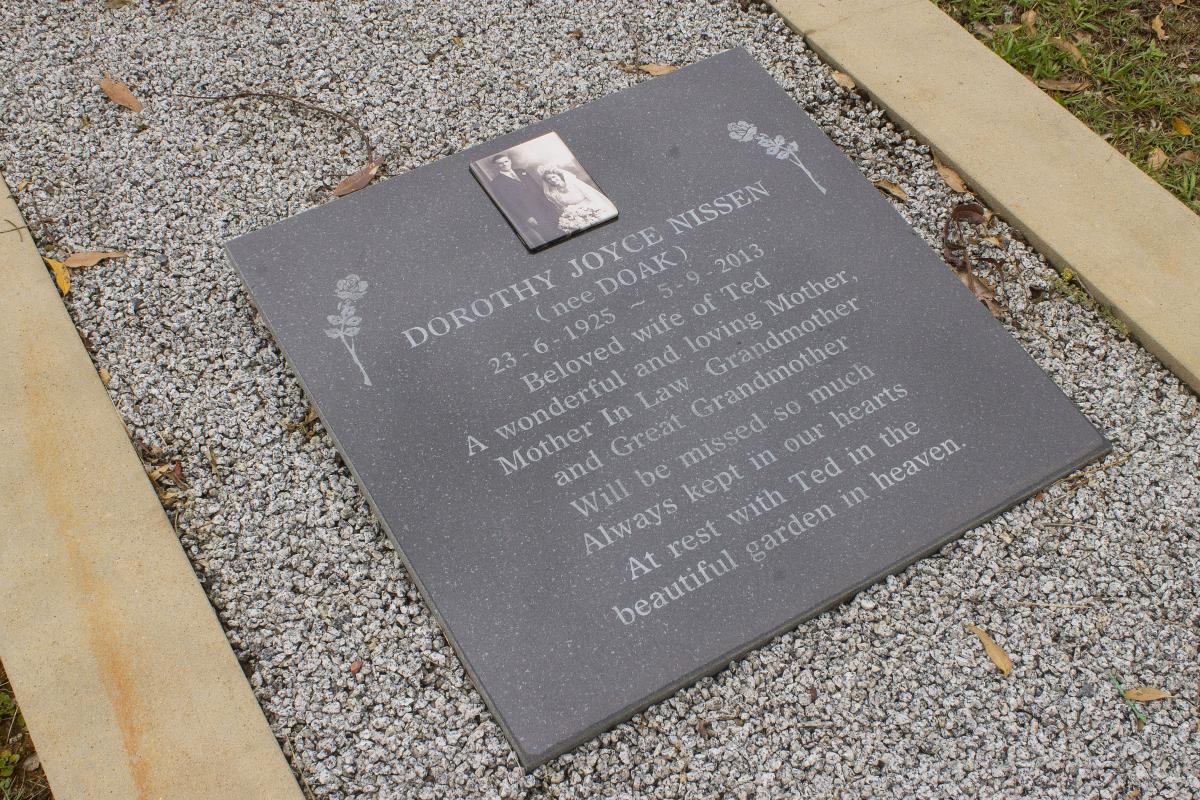 DOROTHY JOYCE NISSEN
(nee DOAK)
23-6-1925 ~ 5-9-2013
Beloved wife of Ted
A wonderful and loving Mother,
Mother In Law Grandmother
and Great Grandmother
Will be missed so much
Always kept in our hearts
At rest with Ted in the
beautiful garden in heaven.